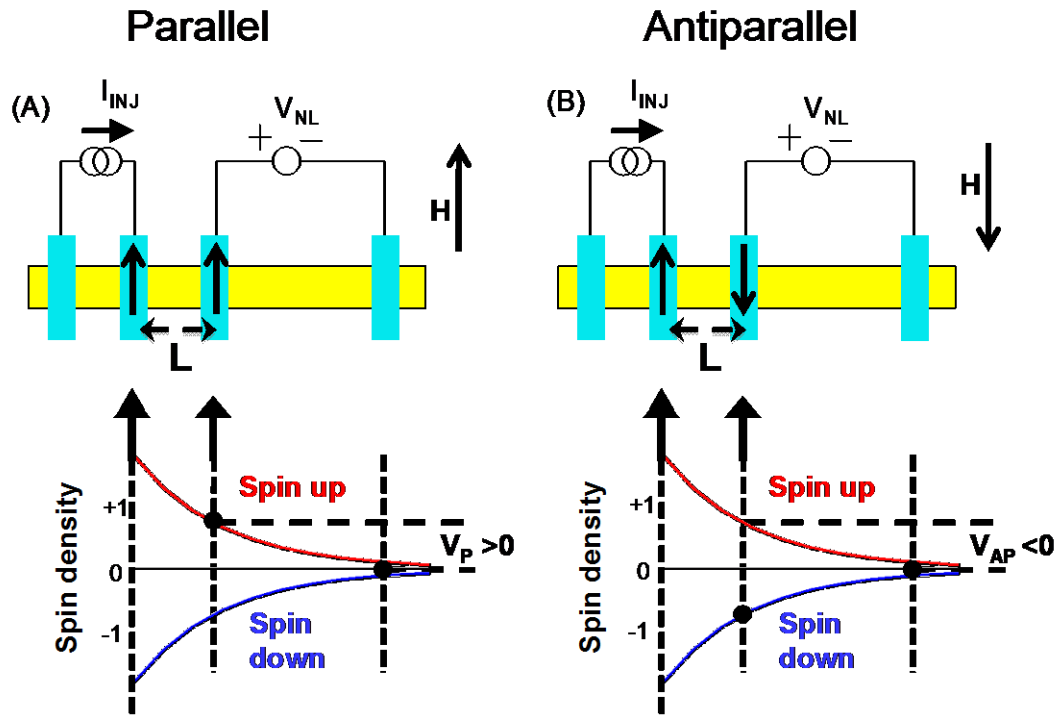 Parallel
Antiparallel
(A)
I_INJ
V_NL
+ −
H
L
(B)
I_INJ
V_NL
+ −
H
L
Spin density
+1
0
-1
Spin up
V_P >0
Spin
down
Spin density
+1
0
-1
Spin up
V_AP <0
Spin
down